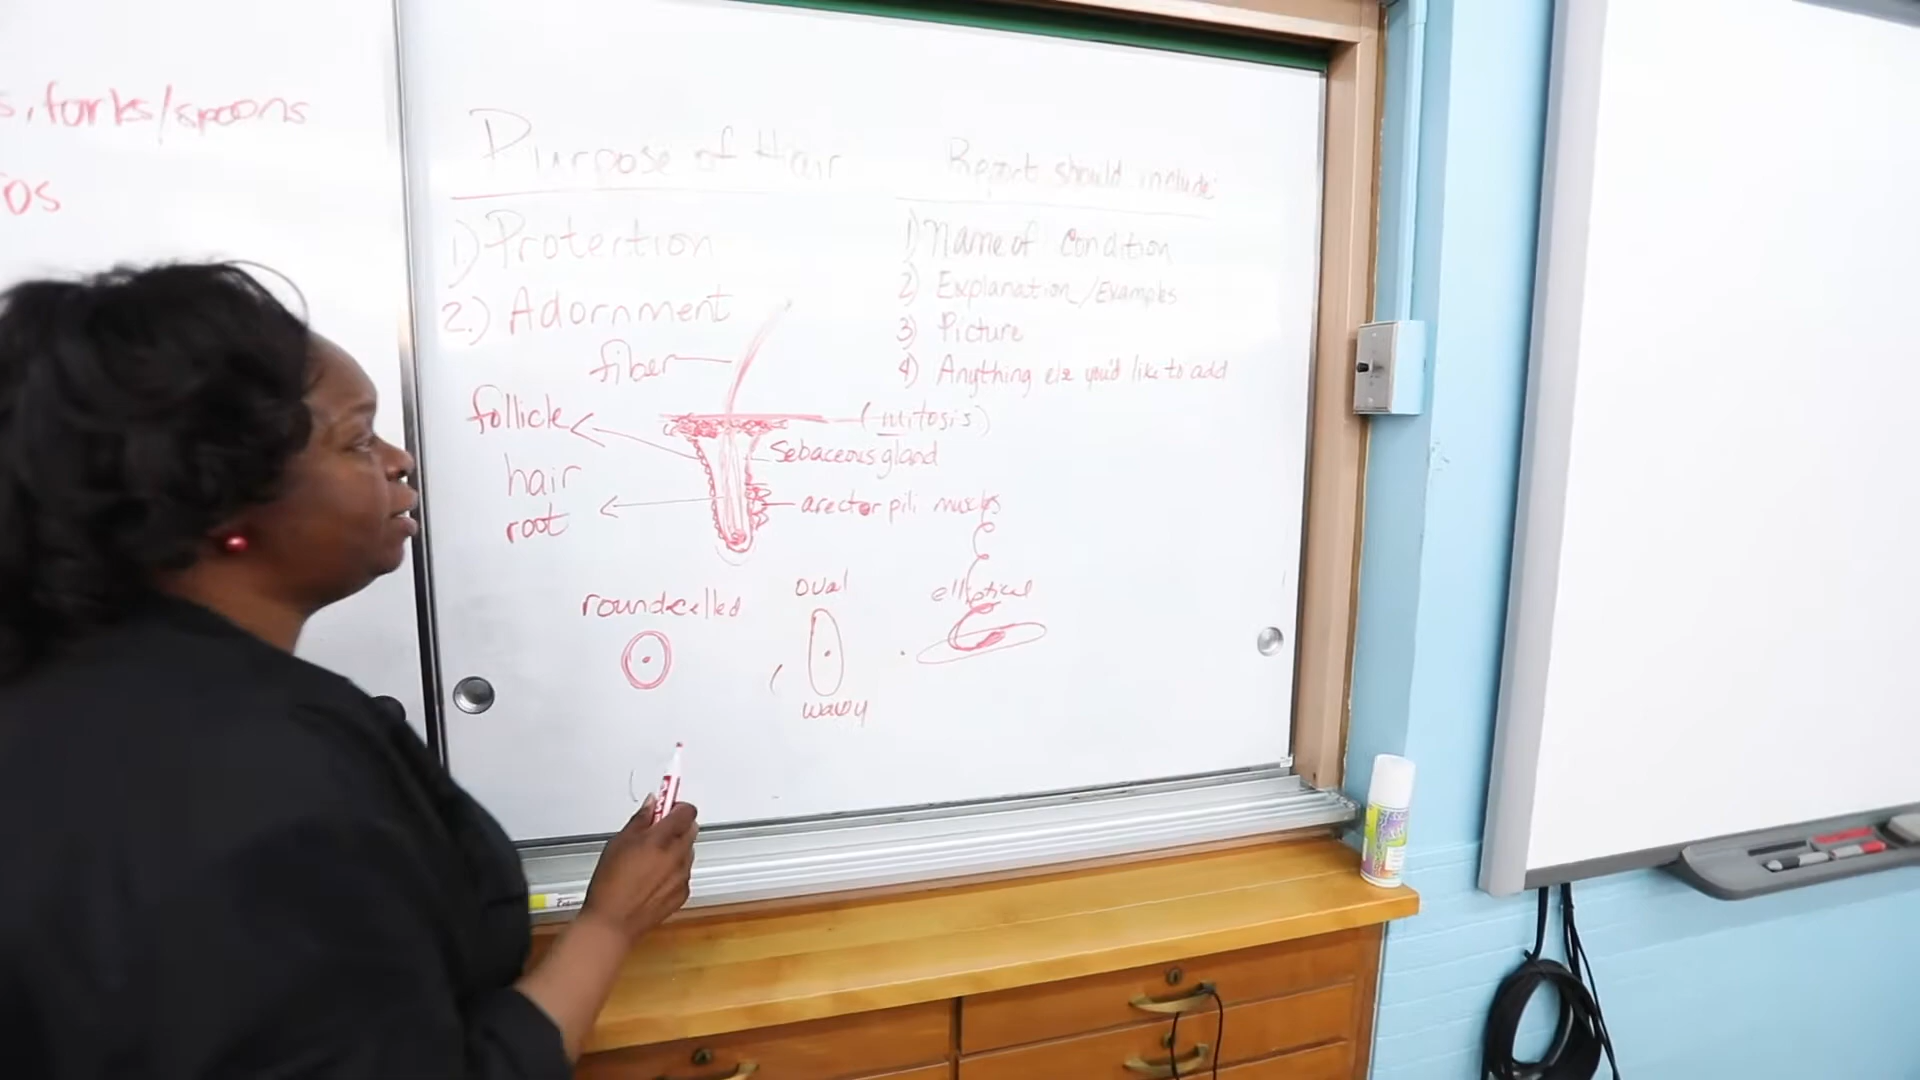 s, forks/spoons
os
Purpose of Hair
1.) Protection
2.) Adornment
fiber
follicle
hair
root
Report should include:
1) Name of Condition
2) Explanation/Examples
3) Picture
4) Anything else you'd like to add
(mitosis)
Sebaceous gland
arector pili muscles
round-celled
oval
wavy
elliptical